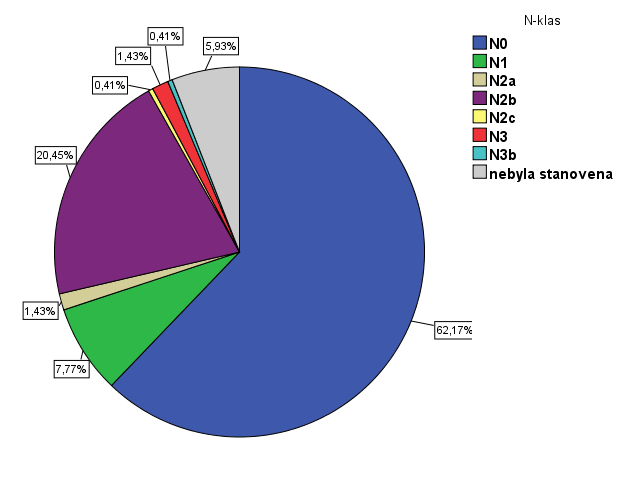 N-klas
N0
N1
N2a
N2b
N2c
N3
N3b
nebyla stanovena
0,41%
5,93%
1,43%
0,41%
20,45%
1,43%
62,17%
7,77%